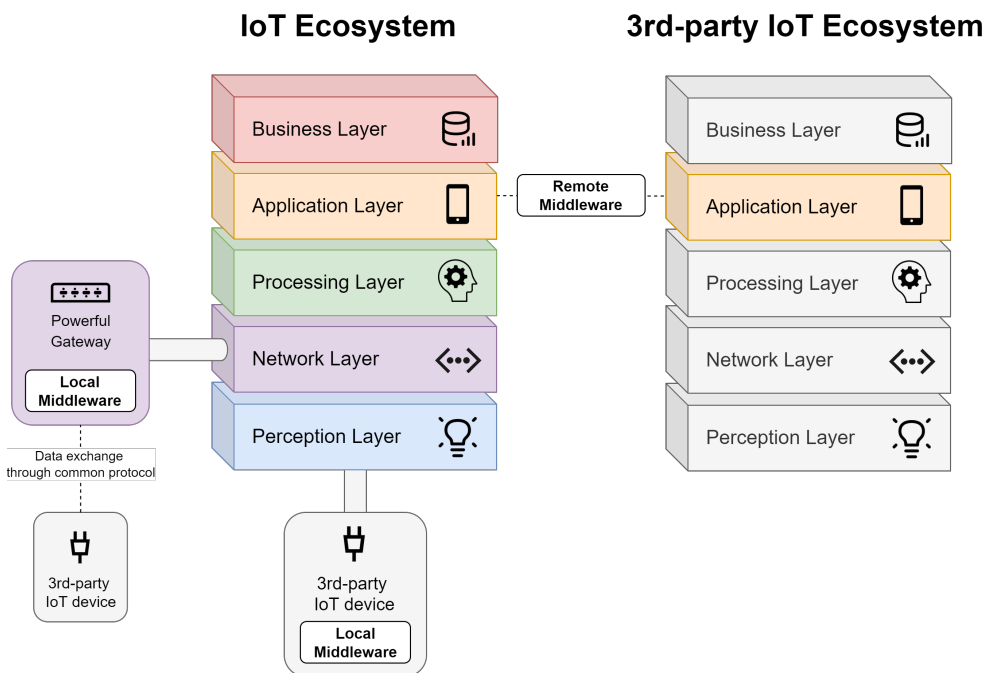 IoT Ecosystem
3rd-party IoT Ecosystem
Business Layer
Application Layer
Processing Layer
Network Layer
Perception Layer
Remote
Middleware
Business Layer
Application Layer
Processing Layer
Network Layer
Perception Layer
Powerful
Gateway
Local
Middleware
Data exchange
through common protocol
3rd-party
IoT device
3rd-party
IoT device
Local
Middleware